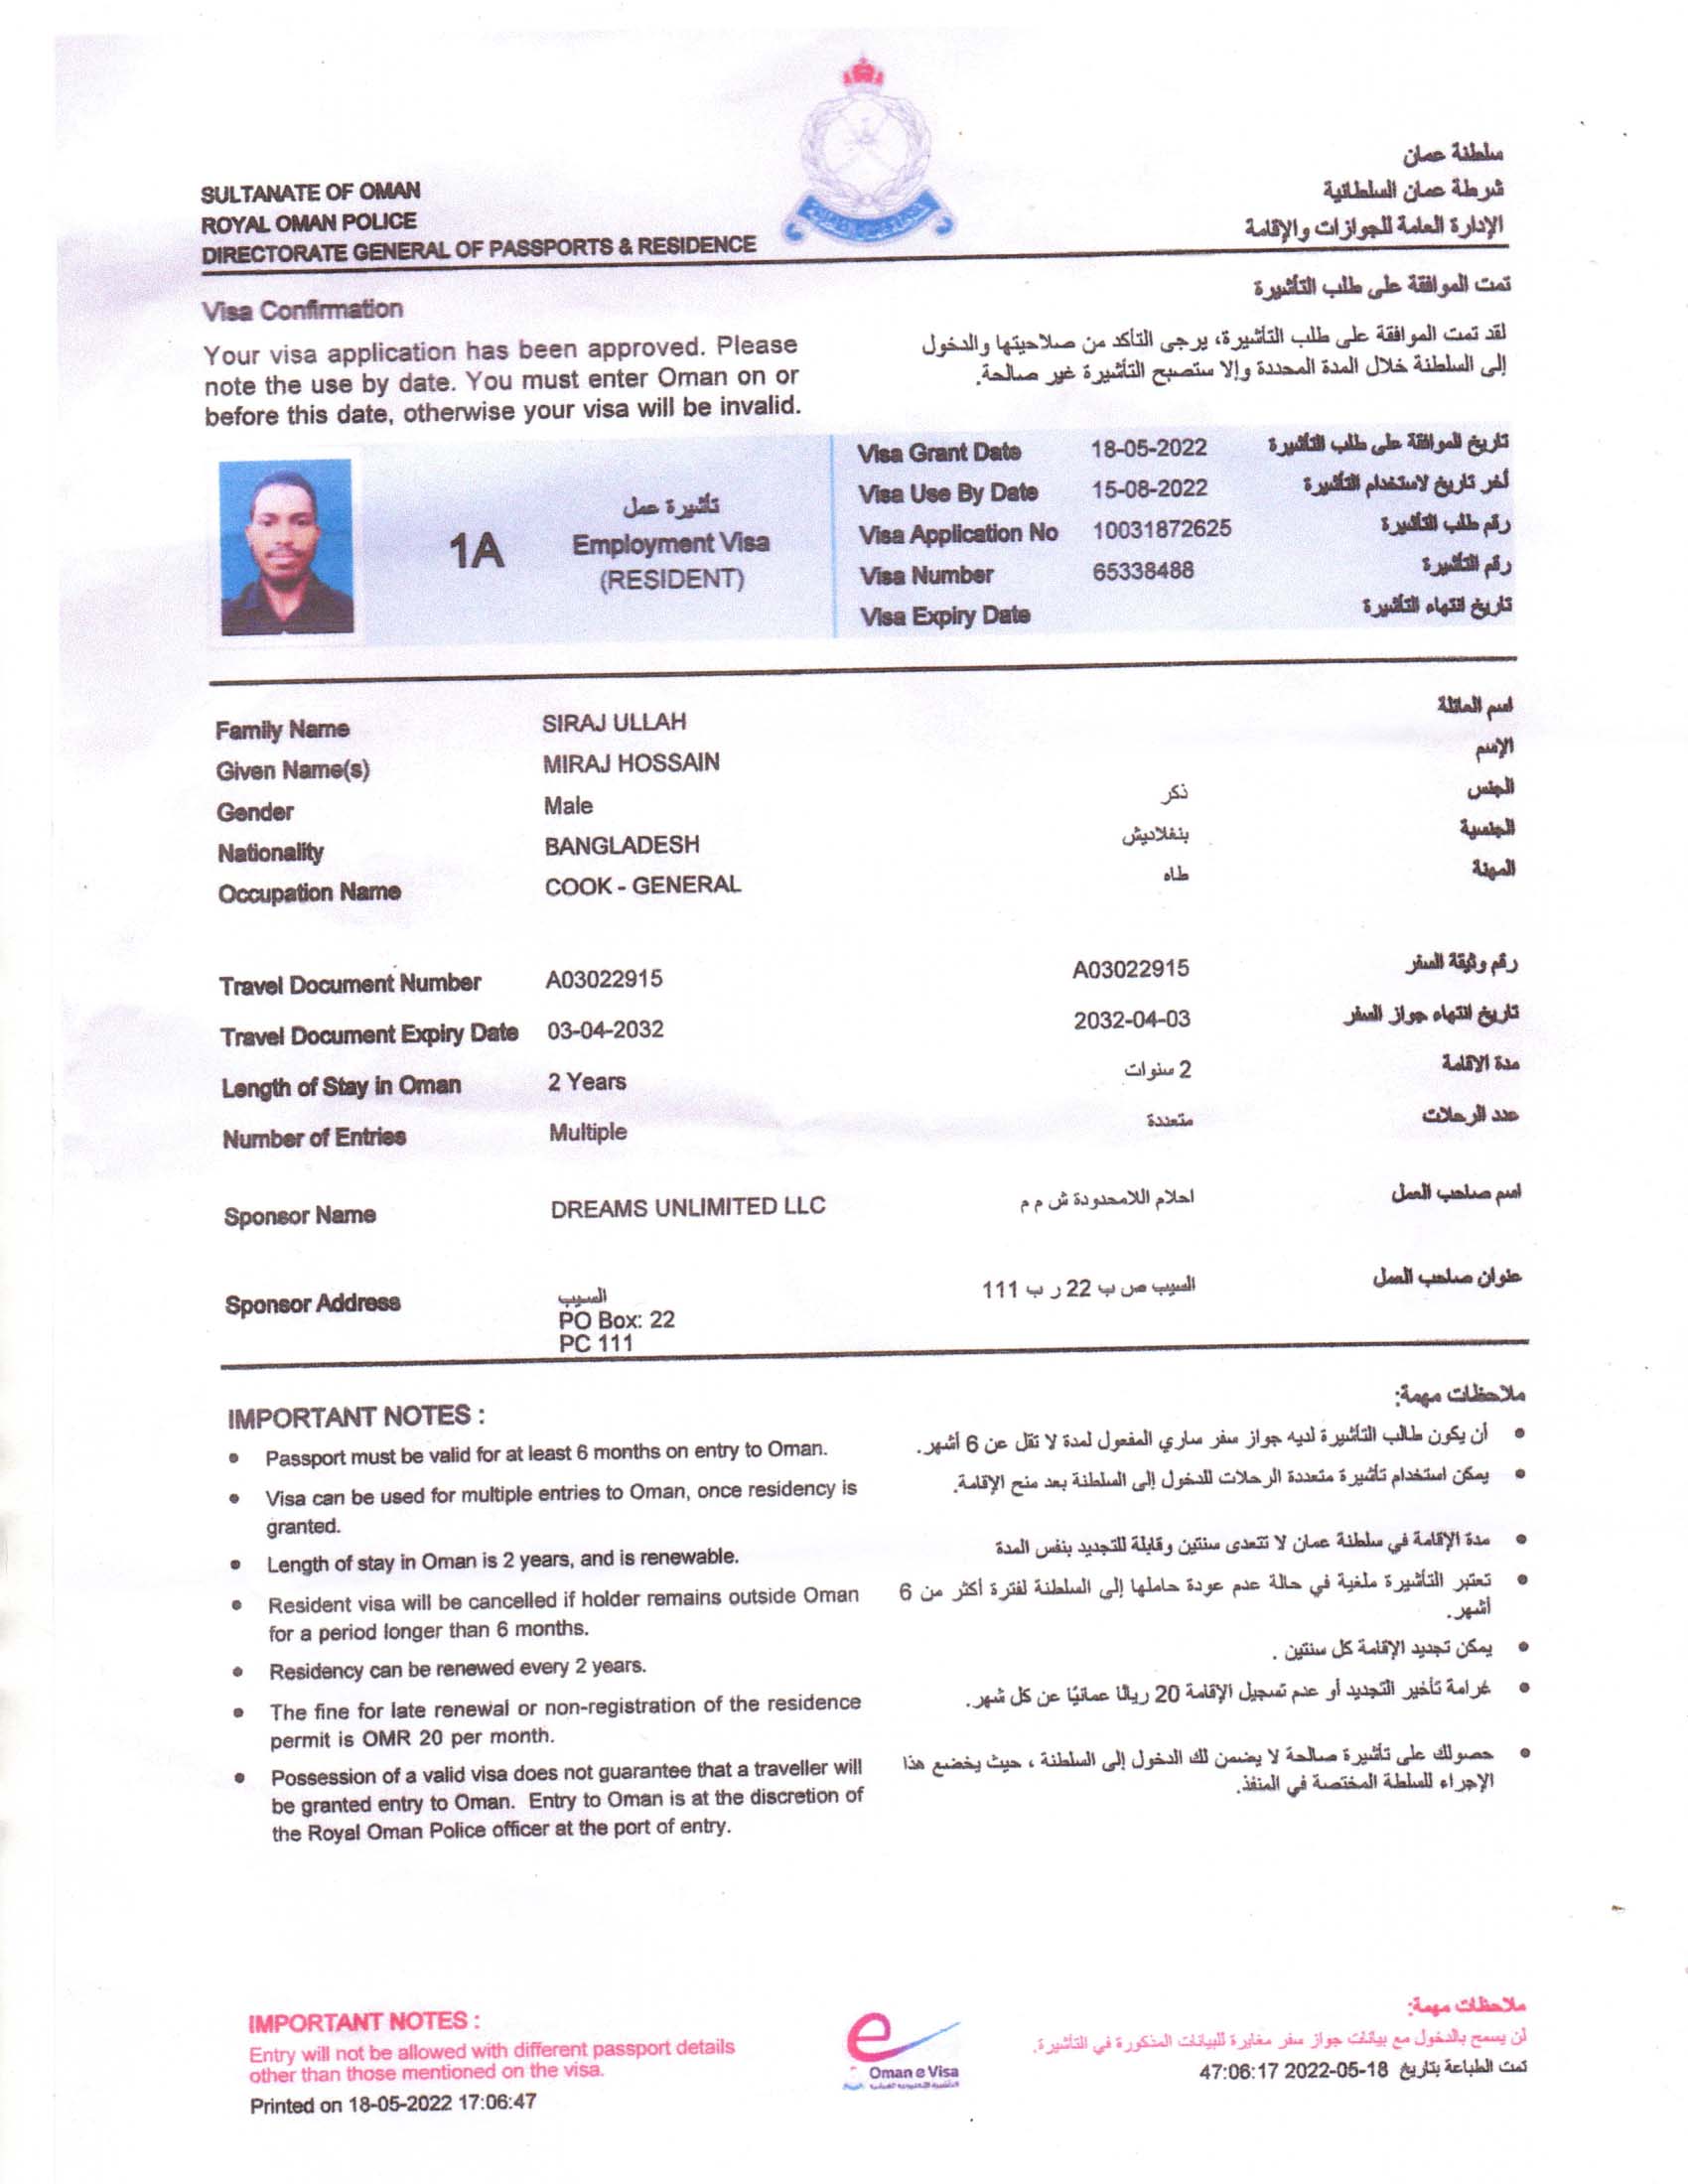 SULTANATE OF OMAN
ROYAL OMAN POLICE
DIRECTORATE GENERAL OF PASSPORTS & RESIDENCE
سلطنة عمان
شرطة عمان السلطانية
الإدارة العامة للجوازات والإقامة
Visa Confirmation
تمت الموافقة على طلب التأشيرة
Your visa application has been approved. Please
note the use by date. You must enter Oman on or
before this date, otherwise your visa will be invalid.
لقد تمت الموافقة على طلب التأشيرة، يرجى التأكد من صلاحيتها والدخول
إلى السلطنة خلال المدة المحددة وإلا ستصبح التأشيرة غير صالحة.
1A
تأشيرة عمل
Employment Visa
(RESIDENT)
Visa Grant Date 18-05-2022 تاريخ الموافقة على طلب التأشيرة
Visa Use By Date 15-08-2022 أخر تاريخ لاستخدام التأشيرة
Visa Application No 10031872625 رقم طلب التأشيرة
Visa Number 65338488 رقم التأشيرة
Visa Expiry Date تاريخ انتهاء التأشيرة
Family Name SIRAJ ULLAH اسم العائلة
Given Name(s) MIRAJ HOSSAIN الإسم
Gender Male ذكر الجنس
Nationality BANGLADESH بنغلاديش الجنسية
Occupation Name COOK - GENERAL طاه المهنة
Travel Document Number A03022915 A03022915 رقم وثيقة السفر
Travel Document Expiry Date 03-04-2032 2032-04-03 تاريخ انتهاء جواز السفر
Length of Stay in Oman 2 Years 2 سنوات مدة الاقامة
Number of Entries Multiple متعددة عدد الرحلات
Sponsor Name DREAMS UNLIMITED LLC احلام اللامحدودة ش م م اسم صاحب العمل
Sponsor Address السيب السيب ص ب 22 ر ب 111 عنوان صاحب العمل
PO Box: 22
PC 111
IMPORTANT NOTES :
• Passport must be valid for at least 6 months on entry to Oman.
• Visa can be used for multiple entries to Oman, once residency is
granted.
• Length of stay in Oman is 2 years, and is renewable.
• Resident visa will be cancelled if holder remains outside Oman
for a period longer than 6 months.
• Residency can be renewed every 2 years.
• The fine for late renewal or non-registration of the residence
permit is OMR 20 per month.
• Possession of a valid visa does not guarantee that a traveller will
be granted entry to Oman. Entry to Oman is at the discretion of
the Royal Oman Police officer at the port of entry.
ملاحظات مهمة:
• أن يكون طالب التأشيرة لديه جواز سفر ساري المفعول لمدة لا تقل عن 6 أشهر.
• يمكن استخدام تأشيرة متعددة الرحلات للدخول إلى السلطنة بعد منح الإقامة.
• مدة الإقامة في سلطنة عمان لا تتعدى سنتين وقابلة للتجديد بنفس المدة
• تعتبر التأشيرة ملغية في حالة عدم عودة حاملها إلى السلطنة لفترة أكثر من 6
أشهر.
• يمكن تجديد الإقامة كل سنتين .
• غرامة تأخير التجديد أو عدم تسجيل الإقامة 20 ريالا عمانيًا عن كل شهر.
• حصولك على تأشيرة صالحة لا يضمن لك الدخول إلى السلطنة ، حيث يخضع هذا
الإجراء للسلطة المختصة في المنفذ.
IMPORTANT NOTES :
Entry will not be allowed with different passport details
other than those mentioned on the visa.
Printed on 18-05-2022 17:06:47
Oman e Visa
ملاحظات مهمة:
لن يسمح بالدخول مع بيانات جواز سفر مغايرة للبيانات المذكورة في التأشيرة.
تمت الطباعة بتاريخ 18-05-2022 47:06:17